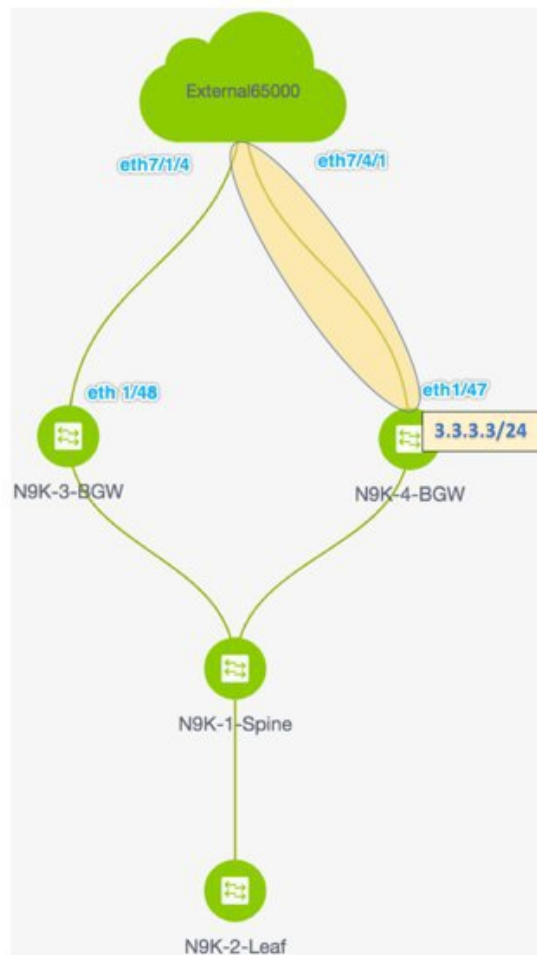 External65000
eth7/1/4
eth7/4/1
eth 1/48
eth1/47
3.3.3.3/24
N9K-3-BGW
N9K-4-BGW
N9K-1-Spine
N9K-2-Leaf